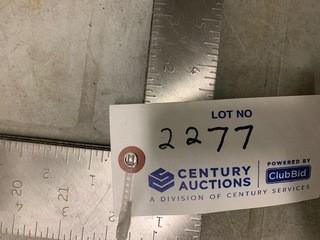 LOT NO
2277
CENTURY AUCTIONS
POWERED BY
ClubBid
A DIVISION OF CENTURY SERVICES
20
21